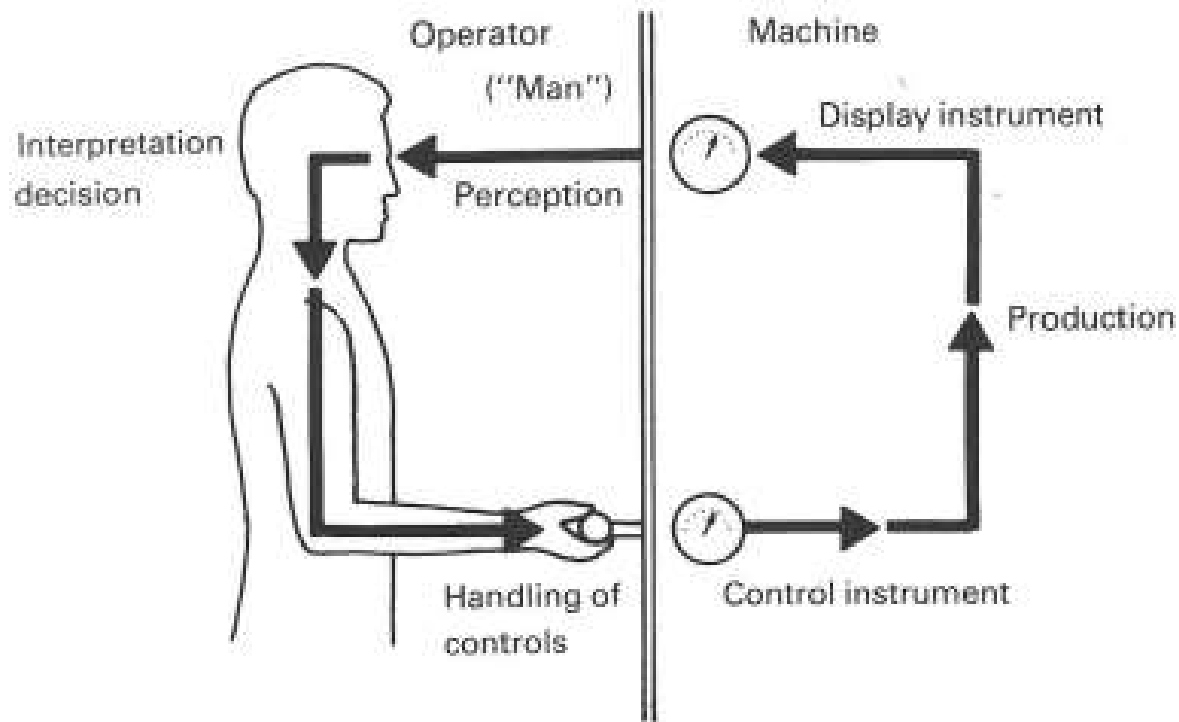 Operator
("Man")
Machine
Display instrument
Interpretation
decision
Perception
Production
Handling of
controls
Control instrument